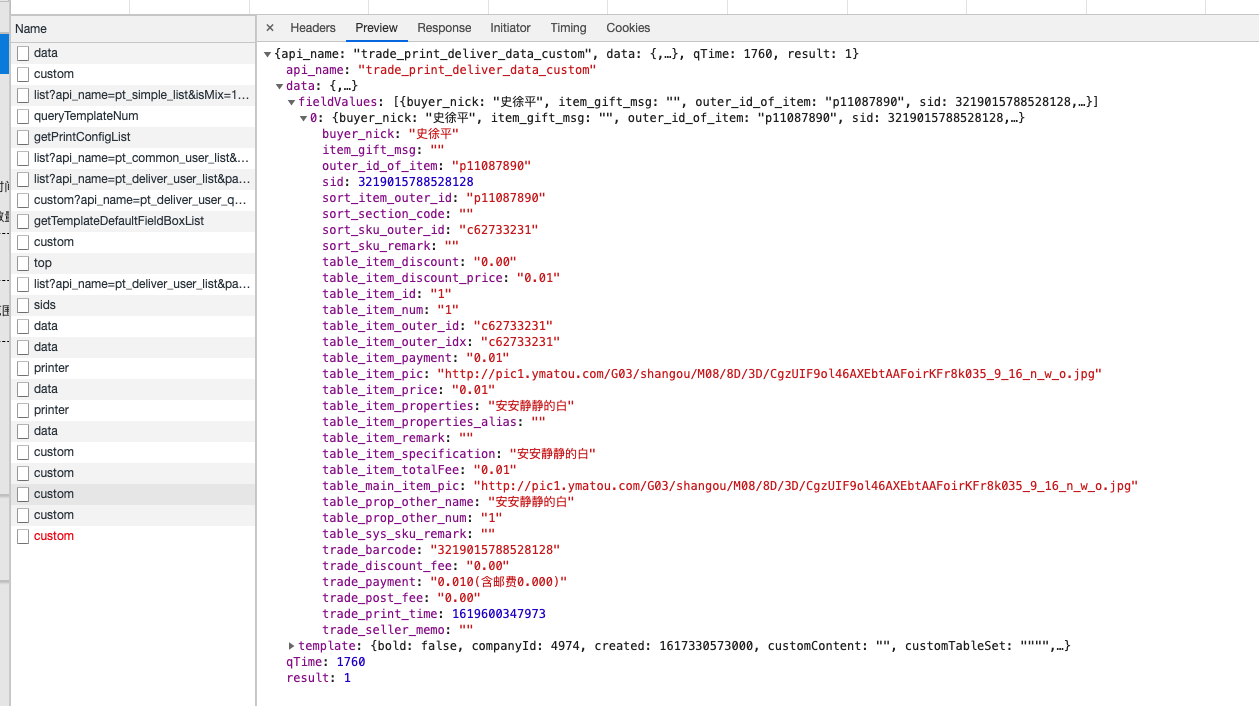 Name
data
custom
list?api_name=pt_simple_list&isMix=1…
queryTemplateNum
getPrintConfigList
list?api_name=pt_common_user_list&…
list?api_name=pt_deliver_user_list&pa…
custom?api_name=pt_deliver_user_q…
getTemplateDefaultFieldBoxList
custom
top
list?api_name=pt_deliver_user_list&pa…
sids
data
data
printer
data
printer
data
custom
custom
custom
custom
custom
× Headers Preview Response Initiator Timing Cookies
{api_name: "trade_print_deliver_data_custom", data: {,…}, qTime: 1760, result: 1}
api_name: "trade_print_deliver_data_custom"
data: {,…}
fieldValues: [{buyer_nick: "史徐平", item_gift_msg: "", outer_id_of_item: "p11087890", sid: 3219015788528128,…}]
0: {buyer_nick: "史徐平", item_gift_msg: "", outer_id_of_item: "p11087890", sid: 3219015788528128,…}
buyer_nick: "史徐平"
item_gift_msg: ""
outer_id_of_item: "p11087890"
sid: 3219015788528128
sort_item_outer_id: "p11087890"
sort_section_code: ""
sort_sku_outer_id: "c62733231"
sort_sku_remark: ""
table_item_discount: "0.00"
table_item_discount_price: "0.01"
table_item_id: "1"
table_item_num: "1"
table_item_outer_id: "c62733231"
table_item_outer_idx: "c62733231"
table_item_payment: "0.01"
table_item_pic: "http://pic1.ymatou.com/G03/shangou/M08/8D/3D/CgzUIF9ol46AXEbtAAFoirKFr8k035_9_16_n_w_o.jpg"
table_item_price: "0.01"
table_item_properties: "安安静静的白"
table_item_properties_alias: ""
table_item_remark: ""
table_item_specification: "安安静静的白"
table_item_totalFee: "0.01"
table_main_item_pic: "http://pic1.ymatou.com/G03/shangou/M08/8D/3D/CgzUIF9ol46AXEbtAAFoirKFr8k035_9_16_n_w_o.jpg"
table_prop_other_name: "安安静静的白"
table_prop_other_num: "1"
table_sys_sku_remark: ""
trade_barcode: "3219015788528128"
trade_discount_fee: "0.00"
trade_payment: "0.010(含邮费0.000)"
trade_post_fee: "0.00"
trade_print_time: 1619600347973
trade_seller_memo: ""
template: {bold: false, companyId: 4974, created: 1617330573000, customContent: "", customTableSet: """",…}
qTime: 1760
result: 1